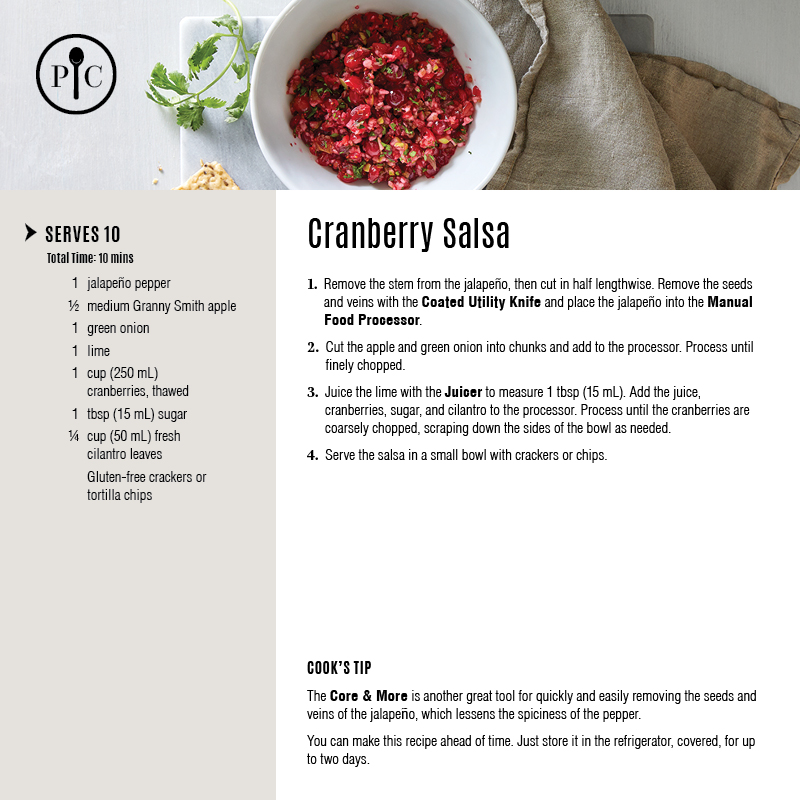 P C
SERVES 10
Total Time: 10 mins
1 jalapeño pepper
½ medium Granny Smith apple
1 green onion
1 lime
1 cup (250 mL)
cranberries, thawed
1 tbsp (15 mL) sugar
¼ cup (50 mL) fresh
cilantro leaves
Gluten-free crackers or
tortilla chips
Cranberry Salsa
1. Remove the stem from the jalapeño, then cut in half lengthwise. Remove the seeds
and veins with the Coated Utility Knife and place the jalapeño into the Manual
Food Processor.
2. Cut the apple and green onion into chunks and add to the processor. Process until
finely chopped.
3. Juice the lime with the Juicer to measure 1 tbsp (15 mL). Add the juice,
cranberries, sugar, and cilantro to the processor. Process until the cranberries are
coarsely chopped, scraping down the sides of the bowl as needed.
4. Serve the salsa in a small bowl with crackers or chips.
COOK'S TIP
The Core & More is another great tool for quickly and easily removing the seeds and
veins of the jalapeño, which lessens the spiciness of the pepper.
You can make this recipe ahead of time. Just store it in the refrigerator, covered, for up
to two days.